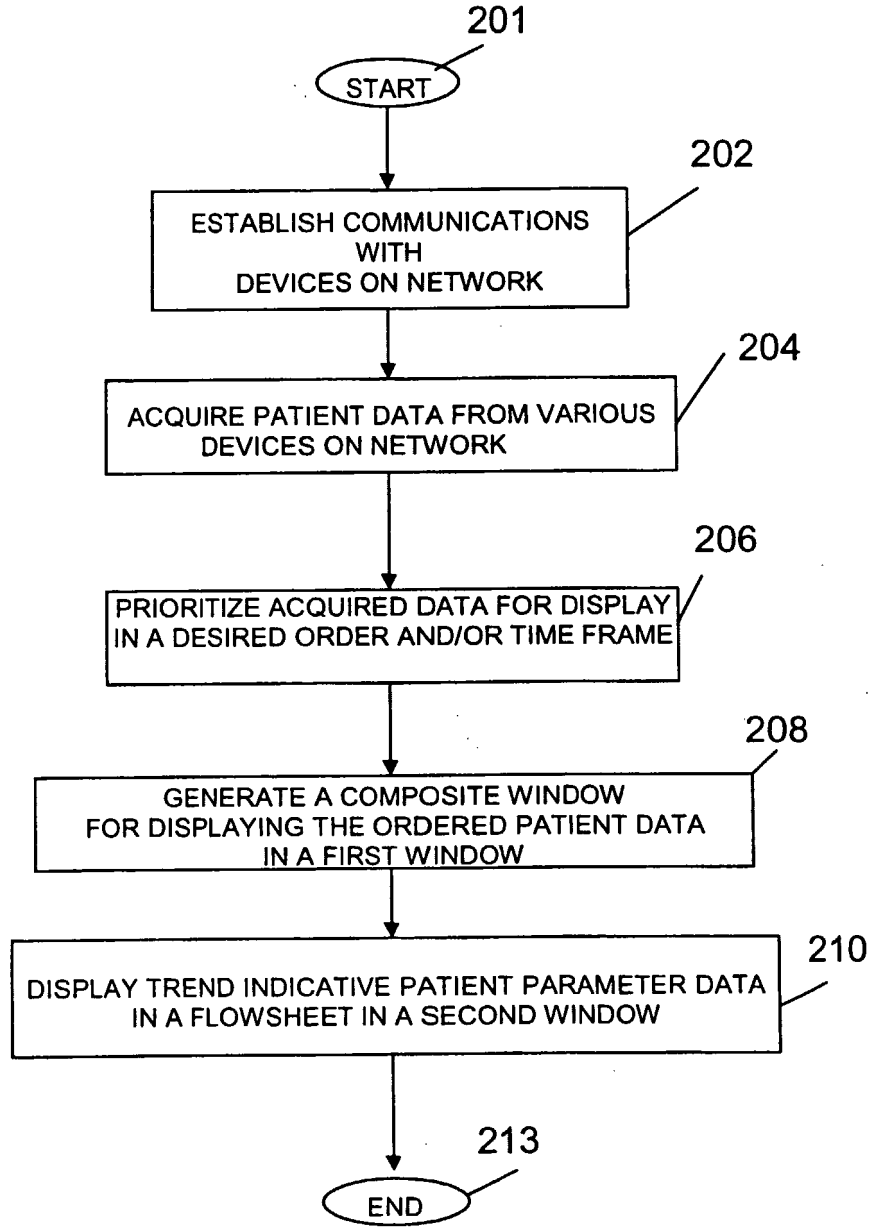 201
START
202
ESTABLISH COMMUNICATIONS
WITH
DEVICES ON NETWORK
204
ACQUIRE PATIENT DATA FROM VARIOUS
DEVICES ON NETWORK
206
PRIORITIZE ACQUIRED DATA FOR DISPLAY
IN A DESIRED ORDER AND/OR TIME FRAME
208
GENERATE A COMPOSITE WINDOW
FOR DISPLAYING THE ORDERED PATIENT DATA
IN A FIRST WINDOW
210
DISPLAY TREND INDICATIVE PATIENT PARAMETER DATA
IN A FLOWSHEET IN A SECOND WINDOW
213
END